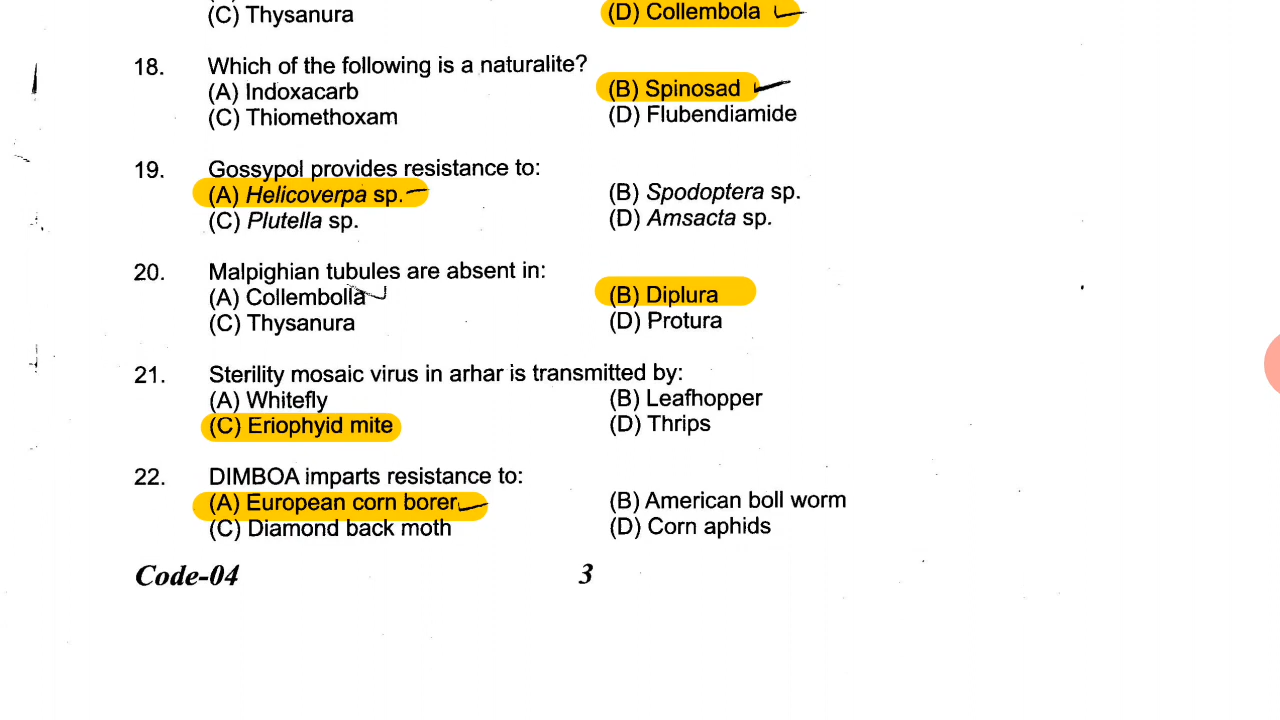 (C) Thysanura (D) Collembola
18. Which of the following is a naturalite?
(A) Indoxacarb (B) Spinosad
(C) Thiomethoxam (D) Flubendiamide
19. Gossypol provides resistance to:
(A) Helicoverpa sp. (B) Spodoptera sp.
(C) Plutella sp. (D) Amsacta sp.
20. Malpighian tubules are absent in:
(A) Collembolla (B) Diplura
(C) Thysanura (D) Protura
21. Sterility mosaic virus in arhar is transmitted by:
(A) Whitefly (B) Leafhopper
(C) Eriophyid mite (D) Thrips
22. DIMBOA imparts resistance to:
(A) European corn borer (B) American boll worm
(C) Diamond back moth (D) Corn aphids
Code-04 3